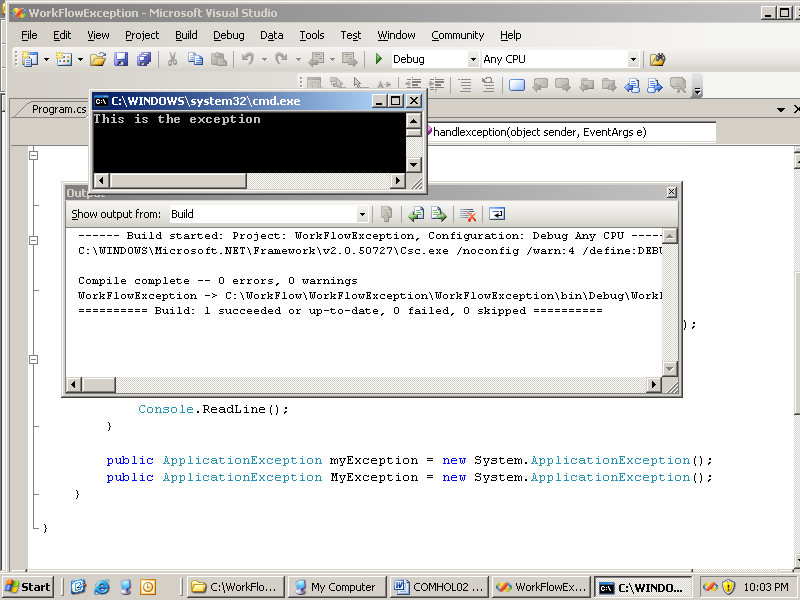 WorkFlowException - Microsoft Visual Studio
File Edit View Project Build Debug Data Tools Test Window Community Help
Debug Any CPU
Program.cs
C:\WINDOWS\system32\cmd.exe
This is the exception
handlexception(object sender, EventArgs e)
Output
Show output from: Build
------ Build started: Project: WorkFlowException, Configuration: Debug Any CPU -----
C:\WINDOWS\Microsoft.NET\Framework\v2.0.50727\Csc.exe /noconfig /warn:4 /define:DEBU
Compile complete -- 0 errors, 0 warnings
WorkFlowException -> C:\WorkFlow\WorkFlowException\WorkFlowException\bin\Debug\WorkF
========== Build: 1 succeeded or up-to-date, 0 failed, 0 skipped ==========
);
Console.ReadLine();
}
public ApplicationException myException = new System.ApplicationException();
public ApplicationException MyException = new System.ApplicationException();
}
}
Start C:\WorkFlo... My Computer COMHOL02 ... WorkFlowEx... C:\WINDO... 10:03 PM